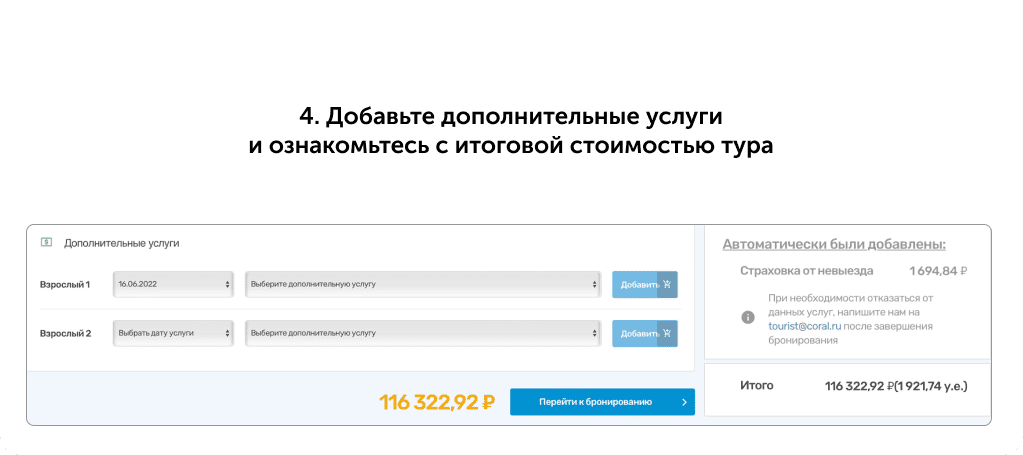 4. Добавьте дополнительные услуги
и ознакомьтесь с итоговой стоимостью тура
Дополнительные услуги
Взрослый 1
16.06.2022
Выберите дополнительную услугу
Добавить
Взрослый 2
Выбрать дату услуги
Выберите дополнительную услугу
Добавить
116 322,92 ₽
Перейти к бронированию
Автоматически были добавлены:
Страховка от невыезда 1 694,84 ₽
При необходимости отказаться от
данных услуг, напишите нам на
tourist@coral.ru после завершения
бронирования
Итого 116 322,92 ₽(1 921,74 у.е.)